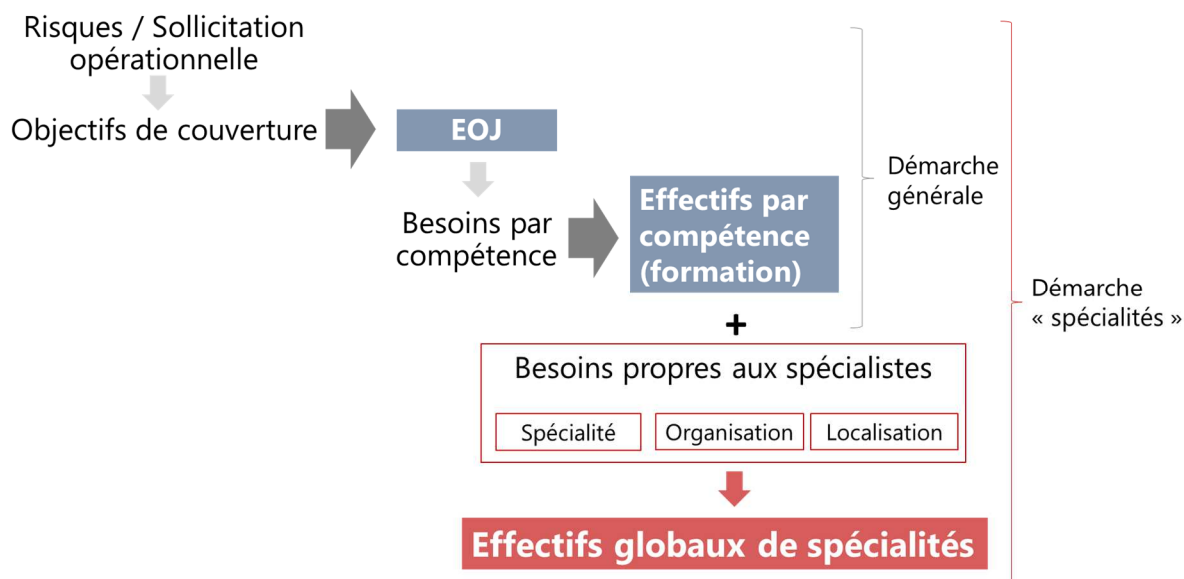 Risques / Sollicitation
opérationnelle
Objectifs de couverture
EOJ
Besoins par
compétence
Effectifs par
compétence
(formation)
Démarche
générale
+
Besoins propres aux spécialistes
Spécialité
Organisation
Localisation
Démarche
« spécialités »
Effectifs globaux de spécialités